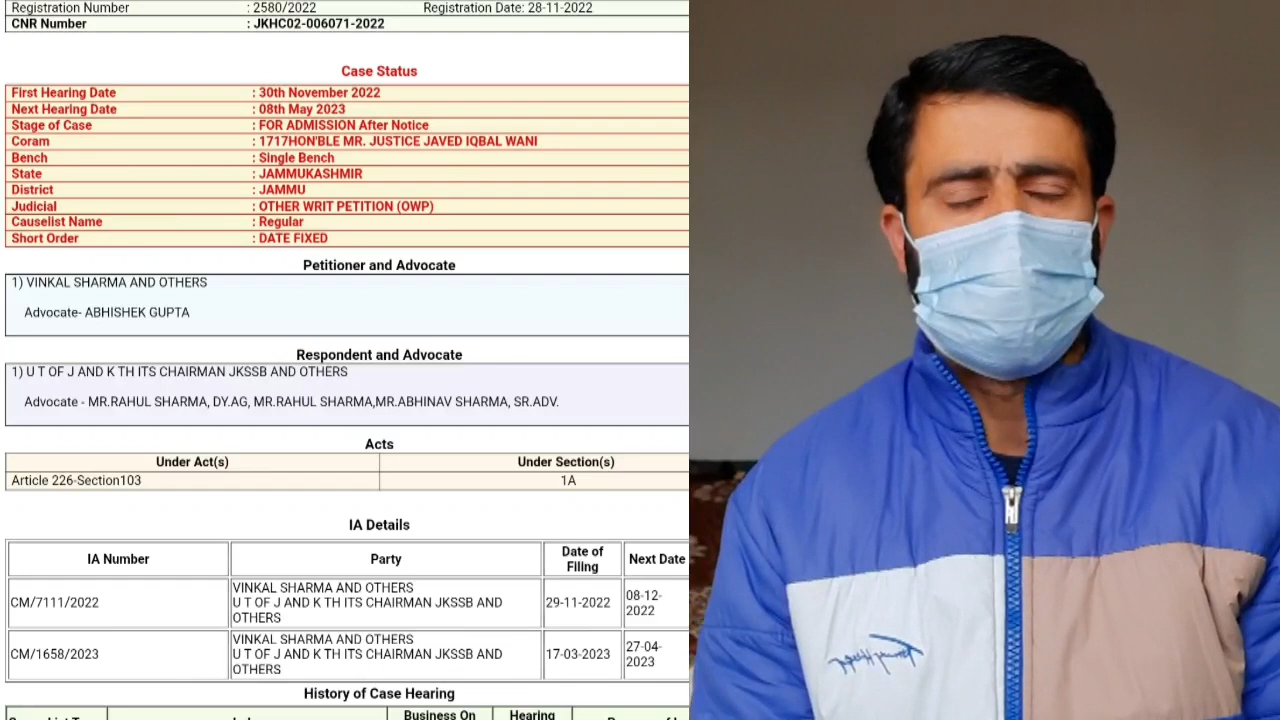 Registration Number : 2580/2022 Registration Date: 28-11-2022
CNR Number : JKHC02-006071-2022
Case Status
First Hearing Date : 30th November 2022
Next Hearing Date : 08th May 2023
Stage of Case : FOR ADMISSION After Notice
Coram : 1717HON'BLE MR. JUSTICE JAVED IQBAL WANI
Bench : Single Bench
State : JAMMUKASHMIR
District : JAMMU
Judicial : OTHER WRIT PETITION (OWP)
Causelist Name : Regular
Short Order : DATE FIXED
Petitioner and Advocate
1) VINKAL SHARMA AND OTHERS
Advocate- ABHISHEK GUPTA
Respondent and Advocate
1) U T OF J AND K TH ITS CHAIRMAN JKSSB AND OTHERS
Advocate - MR.RAHUL SHARMA, DY.AG, MR.RAHUL SHARMA,MR.ABHINAV SHARMA, SR.ADV.
Acts
Under Act(s) Under Section(s)
Article 226-Section103 1A
IA Details
IA Number Party Date of Filing Next Date
CM/7111/2022 VINKAL SHARMA AND OTHERS
U T OF J AND K TH ITS CHAIRMAN JKSSB AND OTHERS 29-11-2022 08-12-2022
CM/1658/2023 VINKAL SHARMA AND OTHERS
U T OF J AND K TH ITS CHAIRMAN JKSSB AND OTHERS 17-03-2023 27-04-2023
History of Case Hearing
Business On Hearing